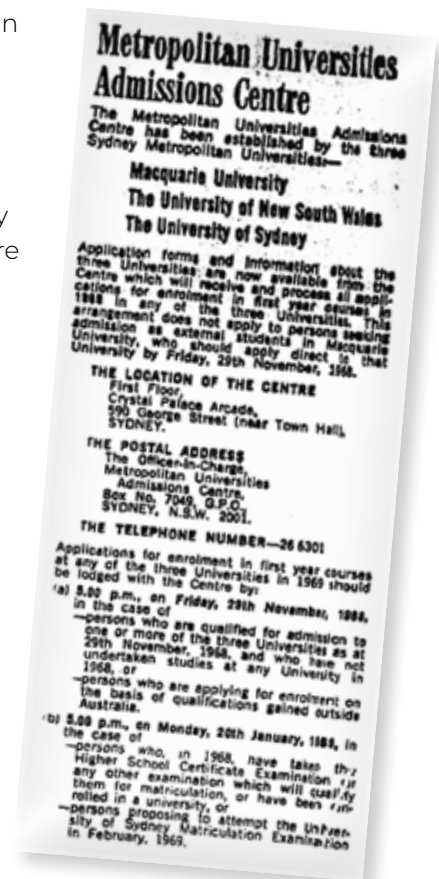 n
y
re
Metropolitan Universities
Admissions Centre
The Metropolitan Universities Admissions
Centre has been established by the three
Sydney Metropolitan Universities:—
Macquarie University
The University of New South Wales
The University of Sydney
Application forms and information about the
three Universities are now available from the
Centre which will receive and process all appli-
cations for enrolment in first year courses in
in any of the three Universities. This
arrangement does not apply to persons seeking
admission as external students in Macquarie
University, who should apply direct to that
University by Friday, 29th November, 1968.
THE LOCATION OF THE CENTRE
First Floor,
Crystal Palace Arcade,
590 George Street (near Town Hall),
SYDNEY.
THE POSTAL ADDRESS
The Officer-in-Charge,
Metropolitan Universities
Admissions Centre,
Box No. 7049, G.P.O.,
SYDNEY, N.S.W. 2001.
THE TELEPHONE NUMBER—26 6301
Applications for enrolment in first year courses
at any of the three Universities in 1969 should
be lodged with the Centre by:
(a) 5.00 p.m., on Friday, 29th November, 1968,
in the case of
—persons who are qualified for admission to
one or more of the three Universities as at
29th November, 1968, and who have not
undertaken studies at any University in
1968, or
—persons who are applying for enrolment on
the basis of qualifications gained outside
Australia.
(b) 5.00 p.m., on Monday, 20th January, in
the case of
—persons who, in 1968, have taken the
Higher School Certificate Examination or
any other examination which will qualify
them for matriculation, or have been en-
rolled in a university, or
—persons proposing to attempt the Univer-
sity of Sydney Matriculation Examination
in February, 1969.